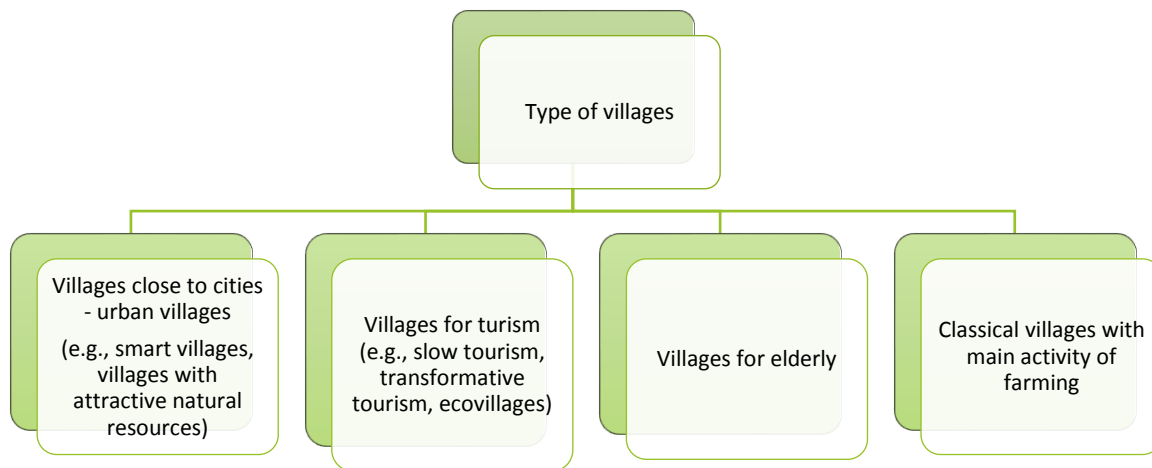 Type of villages
Villages close to cities
- urban villages
(e.g., smart villages,
villages with
attractive natural
resources)
Villages for turism
(e.g., slow tourism,
transformative
tourism, ecovillages)
Villages for elderly
Classical villages with
main activity of
farming